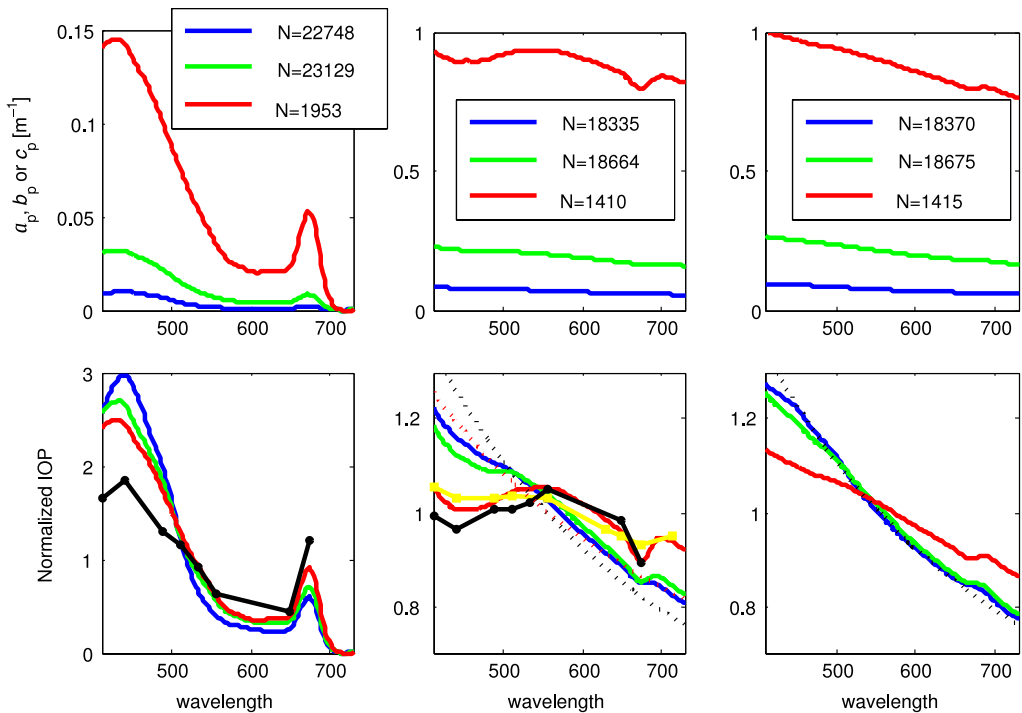 0.15
0.1
0.05
0
500
600
700
a_p, b_p or c_p [m^−1]
N=22748
N=23129
N=1953
1
0.5
0
500
600
700
N=18335
N=18664
N=1410
1
0.5
0
500
600
700
N=18370
N=18675
N=1415
3
2
1
0
500
600
700
Normalized IOP
wavelength
1.2
1
0.8
500
600
700
wavelength
1.2
1
0.8
500
600
700
wavelength